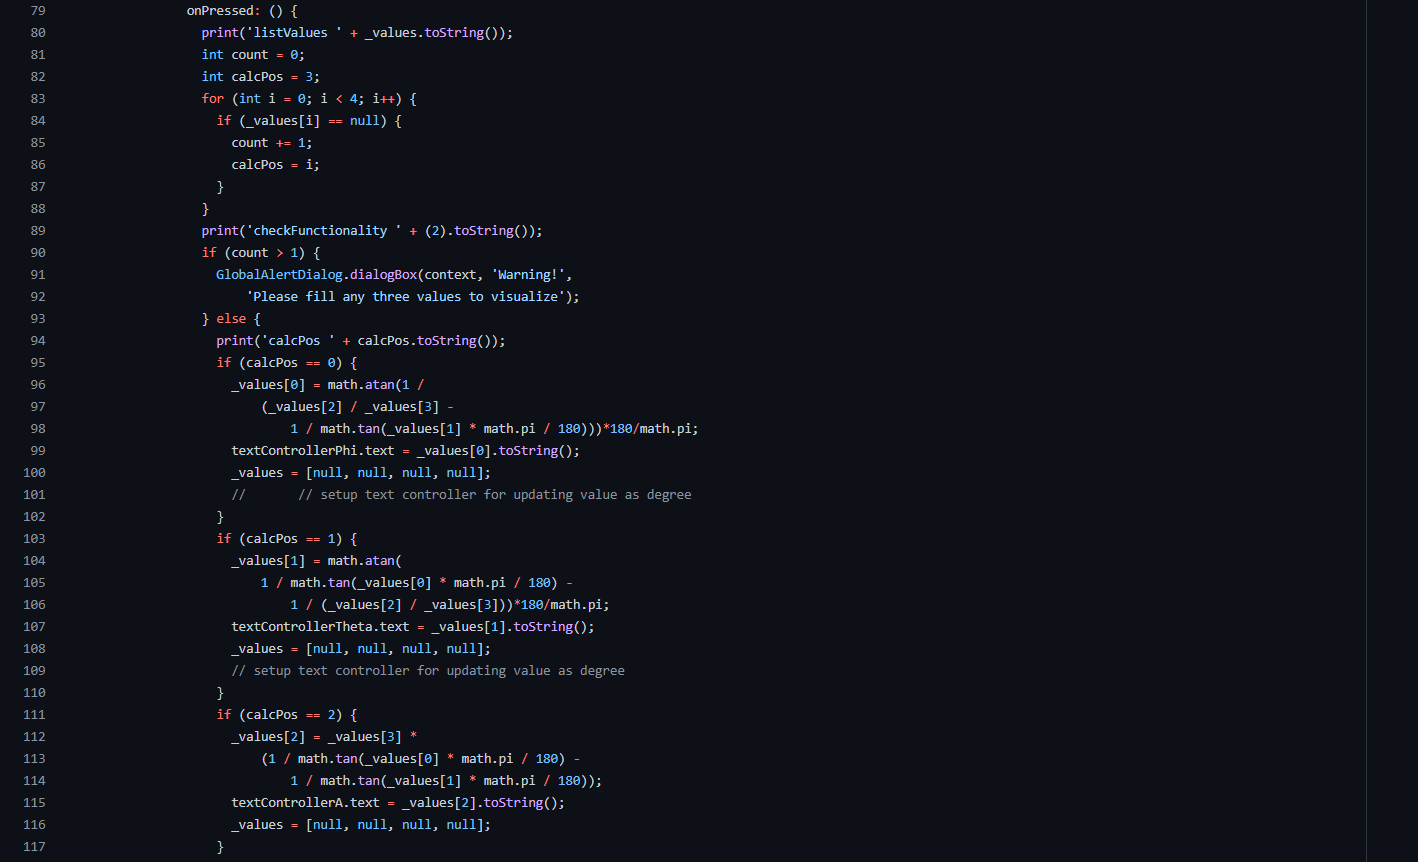 79 onPressed: () {
80 print('listValues ' + _values.toString());
81 int count = 0;
82 int calcPos = 3;
83 for (int i = 0; i < 4; i++) {
84 if (_values[i] == null) {
85 count += 1;
86 calcPos = i;
87 }
88 }
89 print('checkFunctionality ' + (2).toString());
90 if (count > 1) {
91 GlobalAlertDialog.dialogBox(context, 'Warning!',
92 'Please fill any three values to visualize');
93 } else {
94 print('calcPos ' + calcPos.toString());
95 if (calcPos == 0) {
96 _values[0] = math.atan(1 /
97 (_values[2] / _values[3] -
98 1 / math.tan(_values[1] * math.pi / 180)))*180/math.pi;
99 textControllerPhi.text = _values[0].toString();
100 _values = [null, null, null, null];
101 // // setup text controller for updating value as degree
102 }
103 if (calcPos == 1) {
104 _values[1] = math.atan(
105 1 / math.tan(_values[0] * math.pi / 180) -
106 1 / (_values[2] / _values[3]))*180/math.pi;
107 textControllerTheta.text = _values[1].toString();
108 _values = [null, null, null, null];
109 // setup text controller for updating value as degree
110 }
111 if (calcPos == 2) {
112 _values[2] = _values[3] *
113 (1 / math.tan(_values[0] * math.pi / 180) -
114 1 / math.tan(_values[1] * math.pi / 180));
115 textControllerA.text = _values[2].toString();
116 _values = [null, null, null, null];
117 }